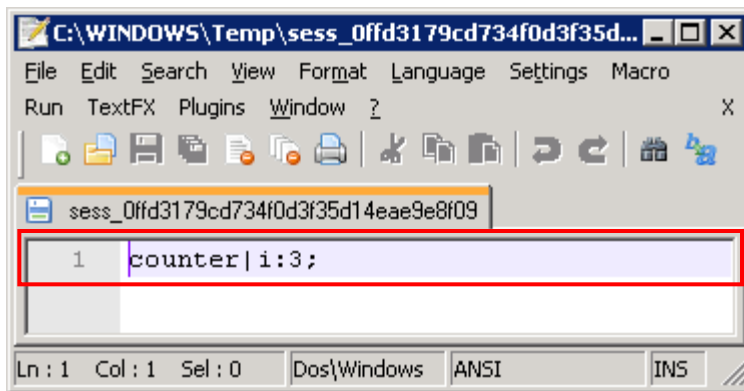 C:\WINDOWS\Temp\sess_0ffd3179cd734f0d3f35d...
File Edit Search View Format Language Settings Macro
Run TextFX Plugins Window ? X
sess_0ffd3179cd734f0d3f35d14eae9e8f09
1 counter|i:3;
Ln : 1 Col : 1 Sel : 0 Dos\Windows ANSI INS